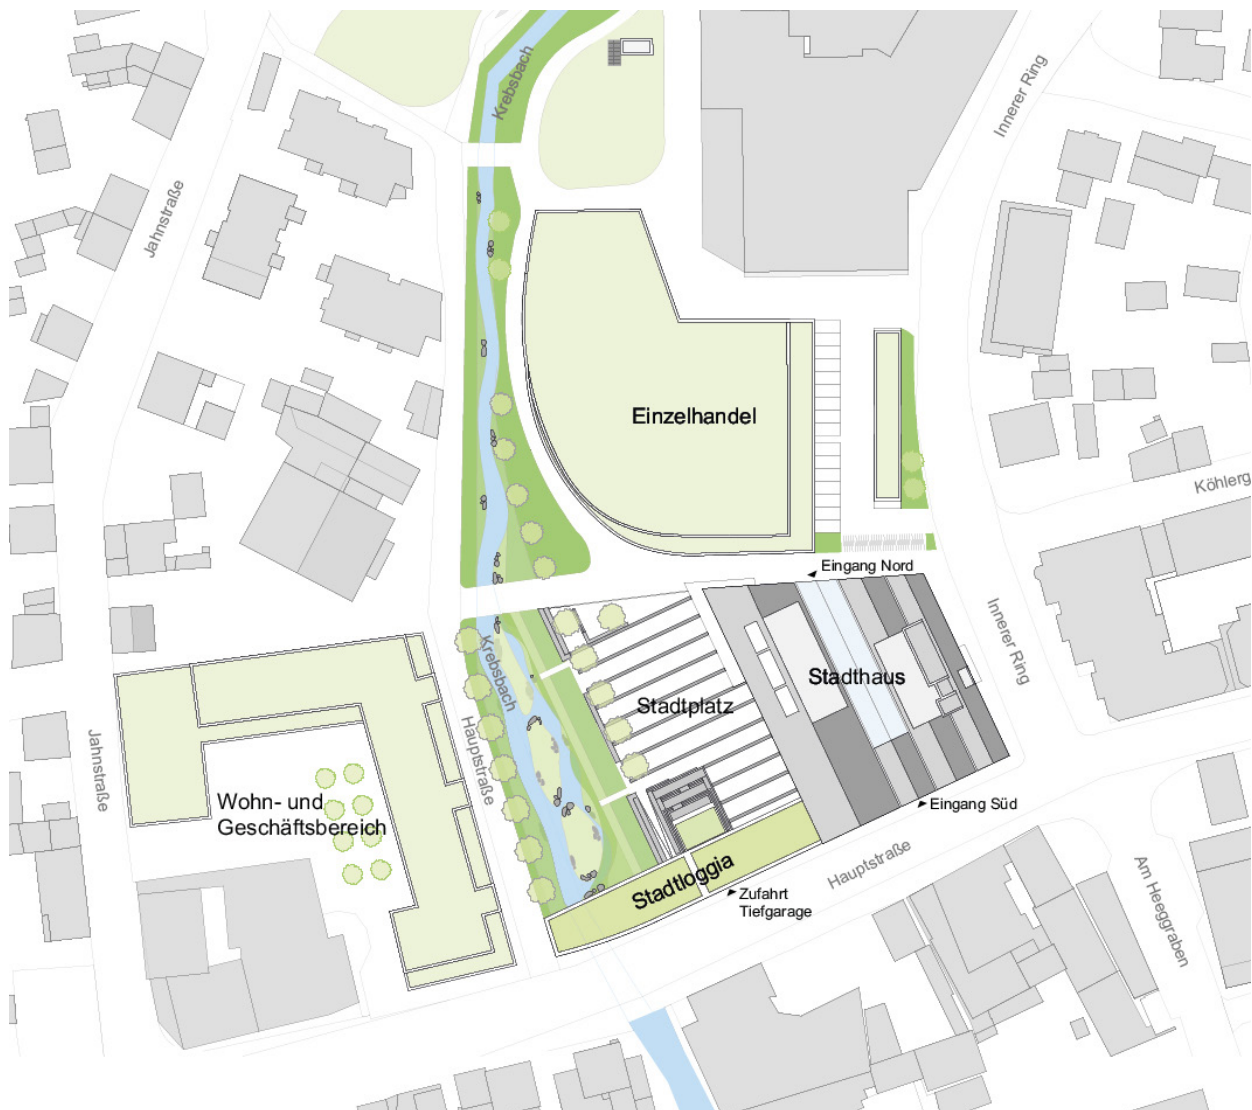 Krebsbach
Innerer Ring
Jahnstraße
Einzelhandel
Köhlerg
Eingang Nord
Innerer Ring
Krebsbach
Stadthaus
Stadtplatz
Hauptstraße
Jahnstraße
Wohn- und
Geschäftsbereich
Eingang Süd
Hauptstraße
Stadtloggia
Zufahrt
Tiefgarage
Am Heeggraben